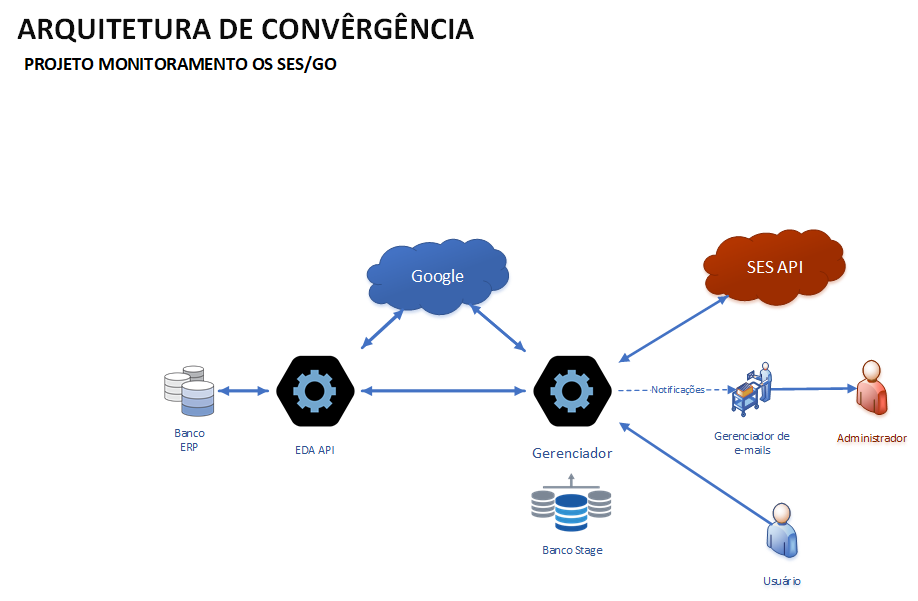 ARQUITETURA DE CONVÊRGÊNCIA
PROJETO MONITORAMENTO OS SES/GO
Google
SES API
Notificações
Banco
ERP
EDA API
Gerenciador
Gerenciador de
e-mails
Administrador
Banco Stage
Usuário